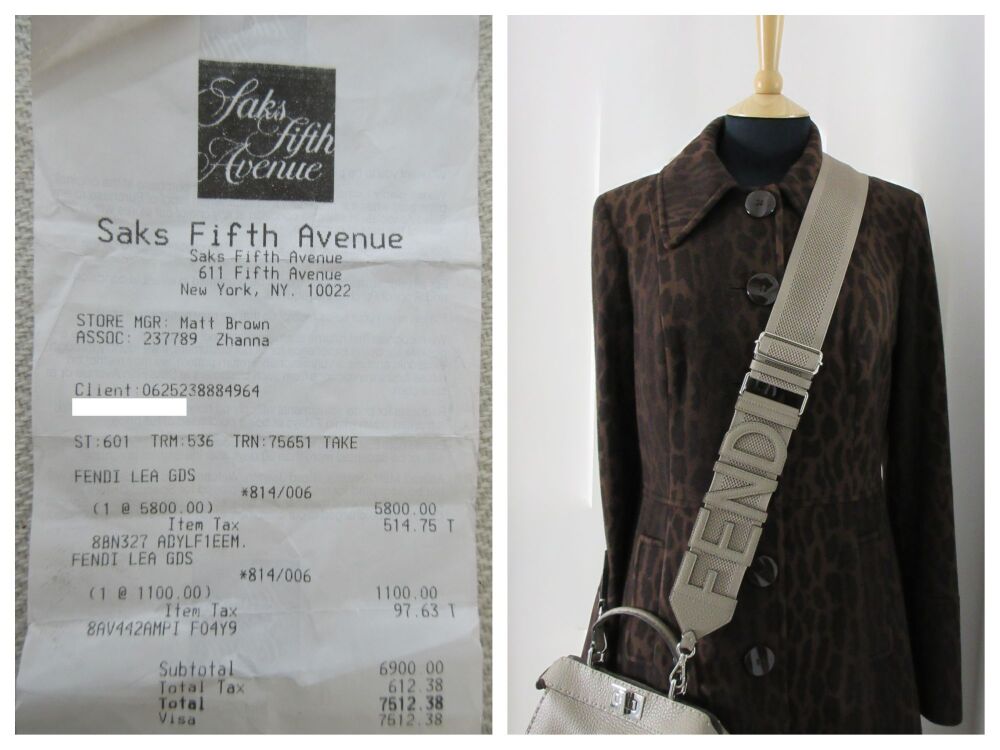 Saks
fifth
Avenue
Saks Fifth Avenue
Saks Fifth Avenue
611 Fifth Avenue
New York, NY. 10022
STORE MGR: Matt Brown
ASSOC: 237789 Zhanna
Client:0625238884964
ST:601 TRM:536 TRN:75651 TAKE
FENDI LEA GDS
*814/006
(1 @ 5800.00) 5800.00
Item Tax 514.75 T
8BN327 ADYLF1EEM.
FENDI LEA GDS
*814/006
(1 @ 1100.00) 1100.00
Item Tax 97.63 T
8AV442AMPI F04Y9
Subtotal 6900.00
Total Tax 612.38
Total 7512.38
Visa 7512.38
FENDI